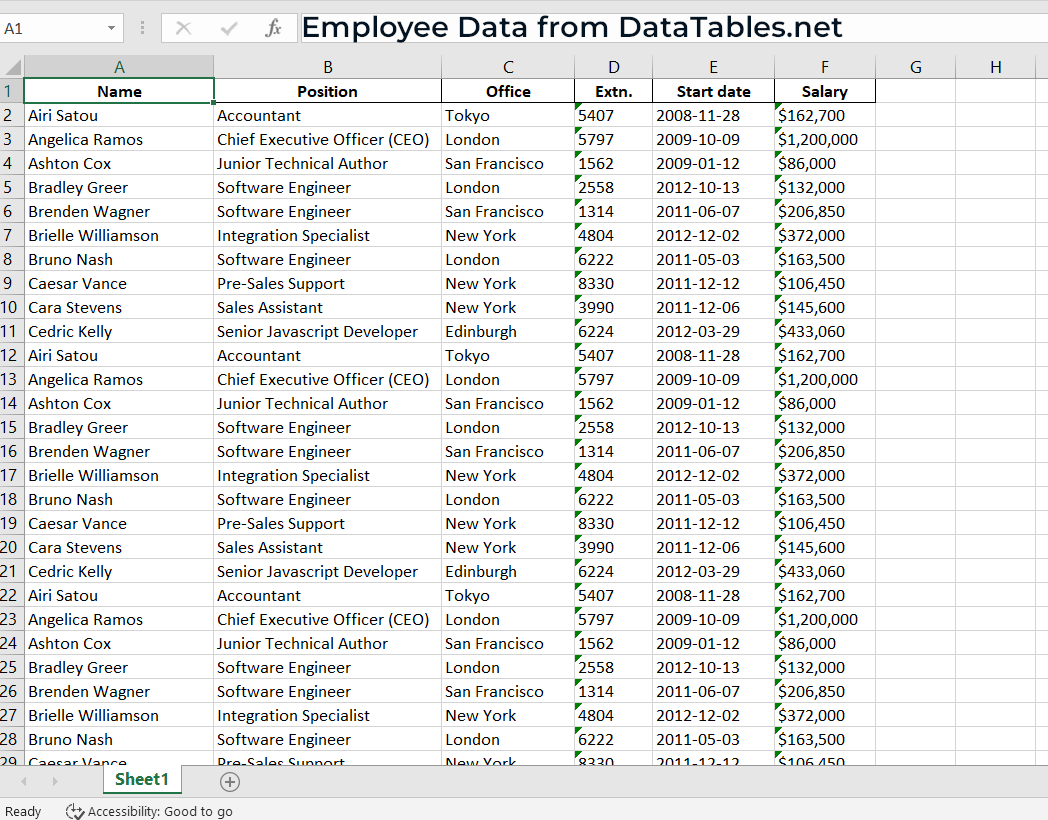 A1 fx Employee Data from DataTables.net
A B C D E F G H
1 Name Position Office Extn. Start date Salary
2 Airi Satou Accountant Tokyo 5407 2008-11-28 $162,700
3 Angelica Ramos Chief Executive Officer (CEO) London 5797 2009-10-09 $1,200,000
4 Ashton Cox Junior Technical Author San Francisco 1562 2009-01-12 $86,000
5 Bradley Greer Software Engineer London 2558 2012-10-13 $132,000
6 Brenden Wagner Software Engineer San Francisco 1314 2011-06-07 $206,850
7 Brielle Williamson Integration Specialist New York 4804 2012-12-02 $372,000
8 Bruno Nash Software Engineer London 6222 2011-05-03 $163,500
9 Caesar Vance Pre-Sales Support New York 8330 2011-12-12 $106,450
10 Cara Stevens Sales Assistant New York 3990 2011-12-06 $145,600
11 Cedric Kelly Senior Javascript Developer Edinburgh 6224 2012-03-29 $433,060
12 Airi Satou Accountant Tokyo 5407 2008-11-28 $162,700
13 Angelica Ramos Chief Executive Officer (CEO) London 5797 2009-10-09 $1,200,000
14 Ashton Cox Junior Technical Author San Francisco 1562 2009-01-12 $86,000
15 Bradley Greer Software Engineer London 2558 2012-10-13 $132,000
16 Brenden Wagner Software Engineer San Francisco 1314 2011-06-07 $206,850
17 Brielle Williamson Integration Specialist New York 4804 2012-12-02 $372,000
18 Bruno Nash Software Engineer London 6222 2011-05-03 $163,500
19 Caesar Vance Pre-Sales Support New York 8330 2011-12-12 $106,450
20 Cara Stevens Sales Assistant New York 3990 2011-12-06 $145,600
21 Cedric Kelly Senior Javascript Developer Edinburgh 6224 2012-03-29 $433,060
22 Airi Satou Accountant Tokyo 5407 2008-11-28 $162,700
23 Angelica Ramos Chief Executive Officer (CEO) London 5797 2009-10-09 $1,200,000
24 Ashton Cox Junior Technical Author San Francisco 1562 2009-01-12 $86,000
25 Bradley Greer Software Engineer London 2558 2012-10-13 $132,000
26 Brenden Wagner Software Engineer San Francisco 1314 2011-06-07 $206,850
27 Brielle Williamson Integration Specialist New York 4804 2012-12-02 $372,000
28 Bruno Nash Software Engineer London 6222 2011-05-03 $163,500
29 Caesar Vance Pre-Sales Support New York 8330 2011-12-12 $106,450
Sheet1
Ready Accessibility: Good to go